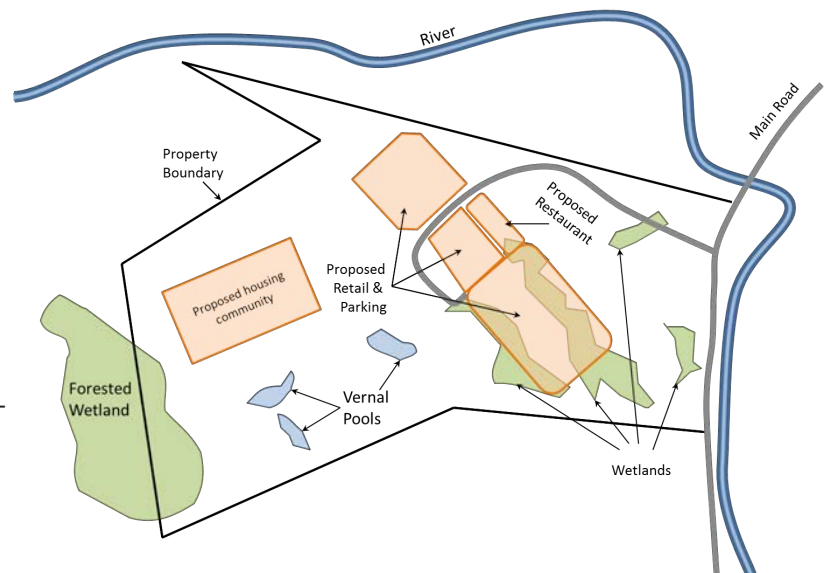 River
Main Road
Property
Boundary
Proposed
Restaurant
Proposed housing
community
Proposed
Retail &
Parking
Forested
Wetland
Vernal
Pools
Wetlands